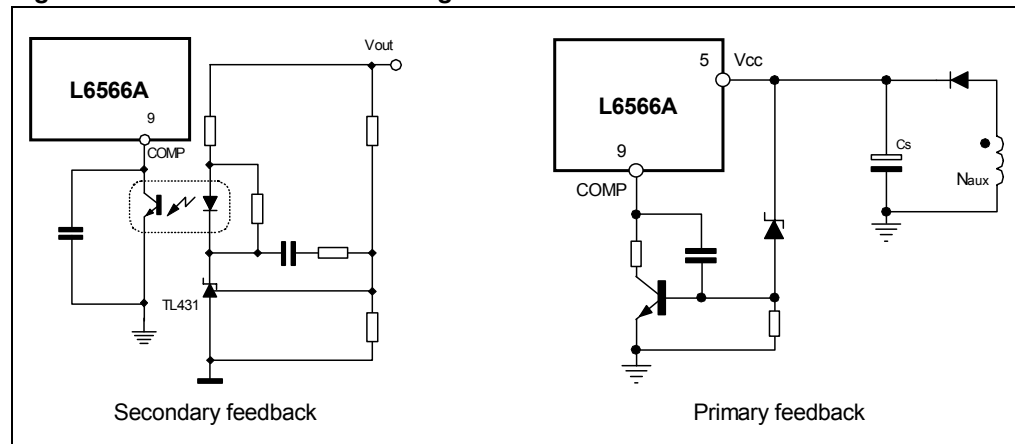 Vout
L6566A
9
COMP
TL431
Secondary feedback
5
Vcc
L6566A
9
COMP
Cs
Naux
Primary feedback